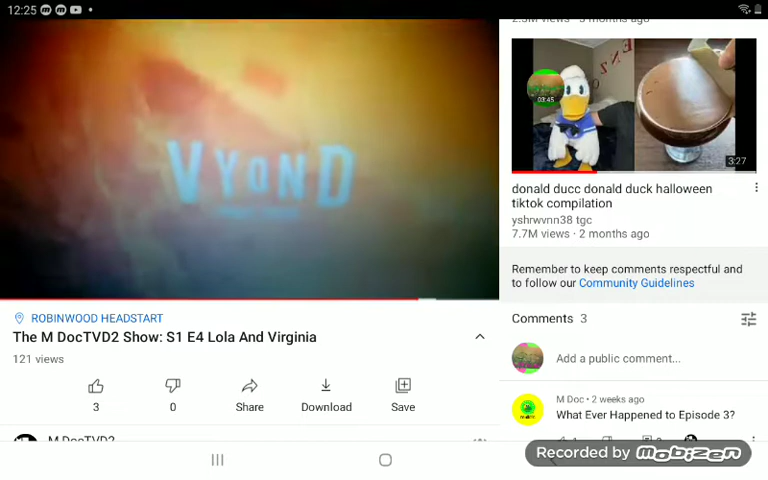 12:25
VYOND
ROBINWOOD HEADSTART
The M DocTVD2 Show: S1 E4 Lola And Virginia
121 views
3
0
Share
Download
Save
M DocTVD2
2.3M views · 3 months ago
03:45
3:27
donald ducc donald duck halloween
tiktok compilation
yshrwvnn38 tgc
7.7M views · 2 months ago
Remember to keep comments respectful and
to follow our Community Guidelines
Comments 3
Add a public comment...
M Doc • 2 weeks ago
What Ever Happened to Episode 3?
Recorded by mobizen